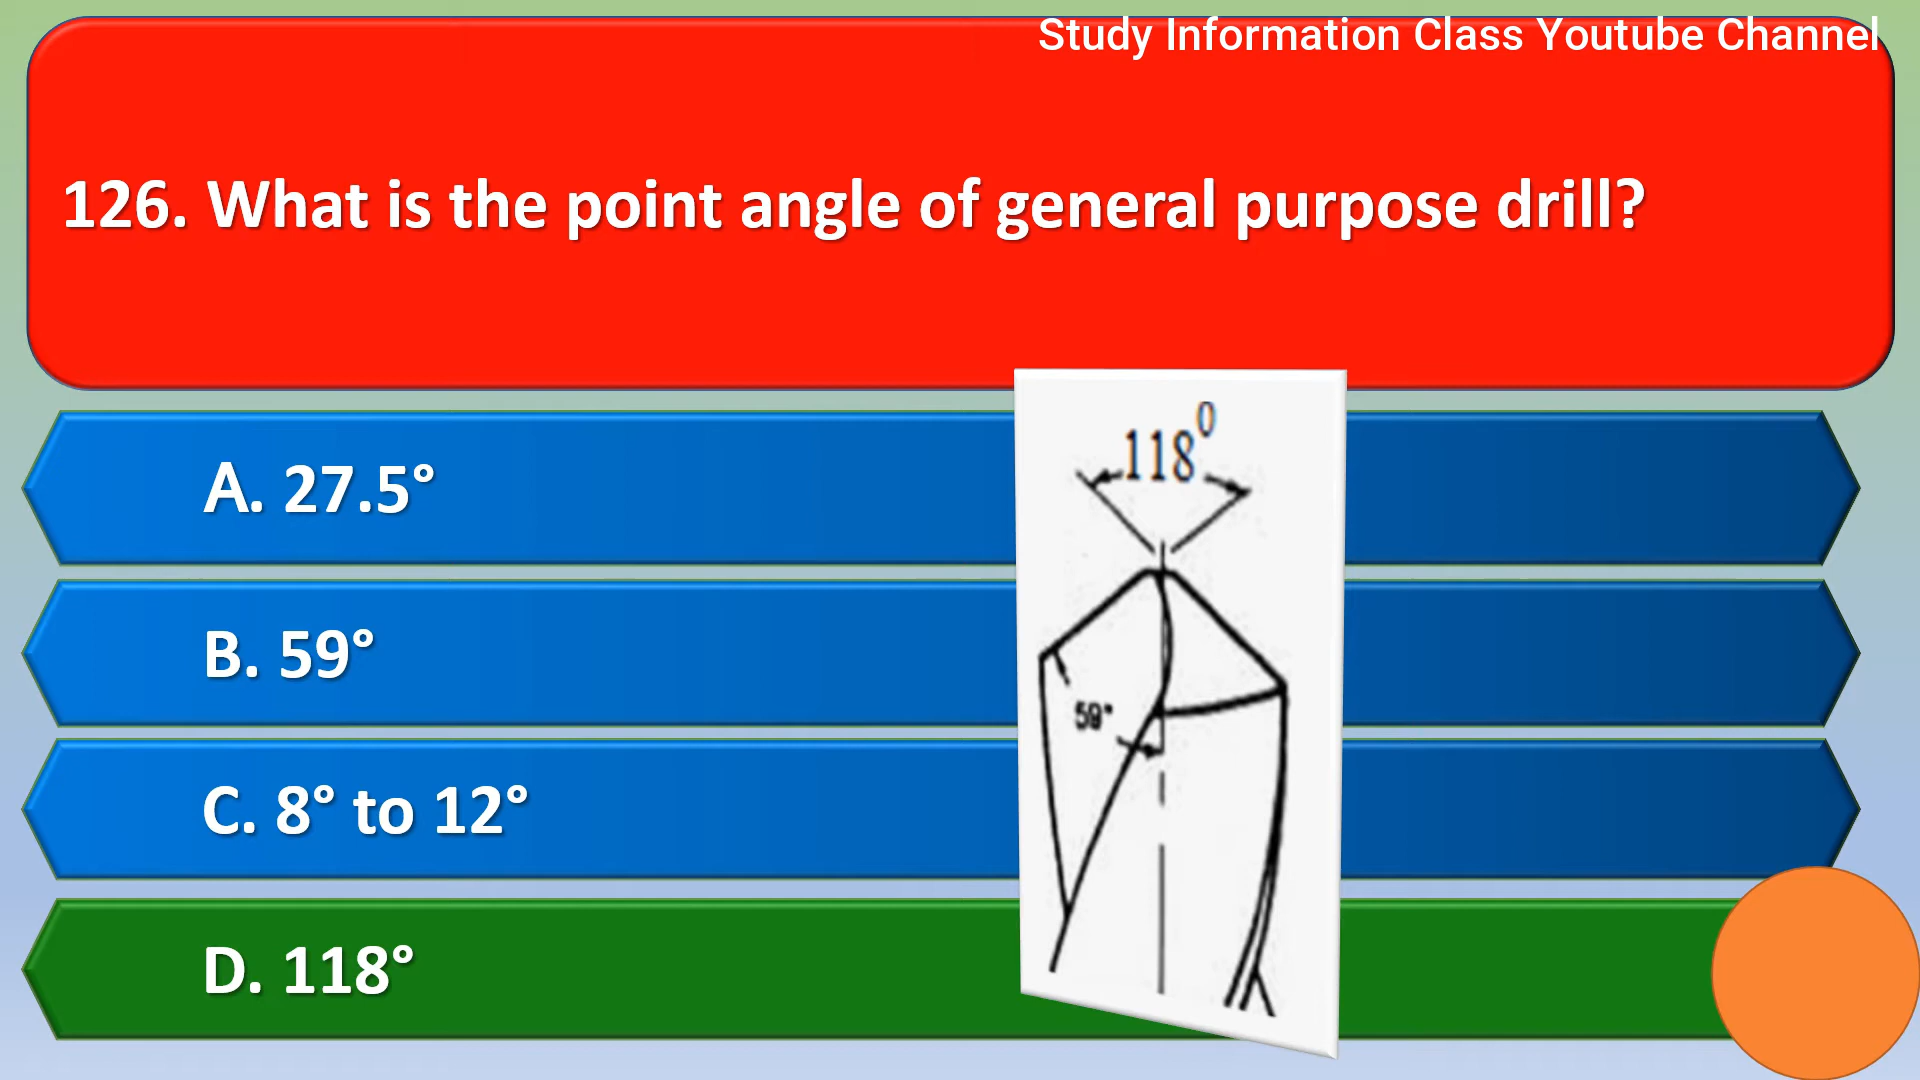 Study Information Class Youtube Channel
126. What is the point angle of general purpose drill?
118⁰
A. 27.5°
B. 59°
59°
C. 8° to 12°
D. 118°